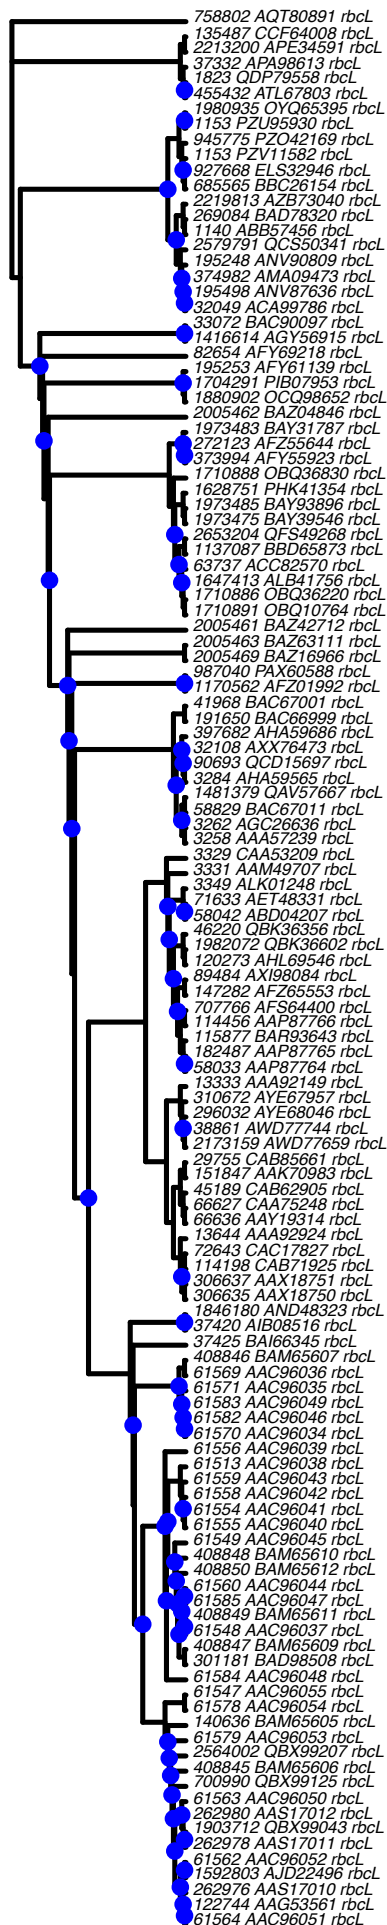 758802 AQT80891 rbcL
135487 CCF64008 rbcL
2213200 APE34591 rbcL
37332 APA98613 rbcL
1823 QDP79558 rbcL
455432 ATL67803 rbcL
1980935 OYQ65395 rbcL
1153 PZU95930 rbcL
945775 PZO42169 rbcL
1153 PZV11582 rbcL
927668 ELS32946 rbcL
685565 BBC26154 rbcL
2219813 AZB73040 rbcL
269084 BAD78320 rbcL
1140 ABB57456 rbcL
2579791 QCS50341 rbcL
195248 ANV90809 rbcL
374982 AMA09473 rbcL
195498 ANV87636 rbcL
32049 ACA99786 rbcL
33072 BAC90097 rbcL
1416614 AGY56915 rbcL
82654 AFY69218 rbcL
195253 AFY61139 rbcL
1704291 PIB07953 rbcL
1880902 OCQ98652 rbcL
2005462 BAZ04846 rbcL
1973483 BAY31787 rbcL
272123 AFZ55644 rbcL
373994 AFY55923 rbcL
1710888 OBQ36830 rbcL
1628751 PHK41354 rbcL
1973485 BAY93896 rbcL
1973475 BAY39546 rbcL
2653204 QFS49268 rbcL
1137087 BBD65873 rbcL
63737 ACC82570 rbcL
1647413 ALB41756 rbcL
1710886 OBQ36220 rbcL
1710891 OBQ10764 rbcL
2005461 BAZ42712 rbcL
2005463 BAZ63111 rbcL
2005469 BAZ16966 rbcL
987040 PAX60588 rbcL
1170562 AFZ01992 rbcL
41968 BAC67001 rbcL
191650 BAC66999 rbcL
397682 AHA59686 rbcL
32108 AXX76473 rbcL
90693 QCD15697 rbcL
3284 AHA59565 rbcL
1481379 QAV57667 rbcL
58829 BAC67011 rbcL
3262 AGC26636 rbcL
3258 AAA57239 rbcL
3329 CAA53209 rbcL
3331 AAM49707 rbcL
3349 ALK01248 rbcL
71633 AET48331 rbcL
58042 ABD04207 rbcL
46220 QBK36356 rbcL
1982072 QBK36602 rbcL
120273 AHL69546 rbcL
89484 AXI98084 rbcL
147282 AFZ65553 rbcL
707766 AFS64400 rbcL
114456 AAP87766 rbcL
115877 BAR93643 rbcL
182487 AAP87765 rbcL
58033 AAP87764 rbcL
13333 AAA92149 rbcL
310672 AYE67957 rbcL
296032 AYE68046 rbcL
38861 AWD77744 rbcL
2173159 AWD77659 rbcL
29755 CAB85661 rbcL
151847 AAK70983 rbcL
45189 CAB62905 rbcL
66627 CAA75248 rbcL
66636 AAY19314 rbcL
13644 AAA92924 rbcL
72643 CAC17827 rbcL
114198 CAB71925 rbcL
306637 AAX18751 rbcL
306635 AAX18750 rbcL
1846180 AND48323 rbcL
37420 AIB08516 rbcL
37425 BAI66345 rbcL
408846 BAM65607 rbcL
61569 AAC96036 rbcL
61571 AAC96035 rbcL
61583 AAC96049 rbcL
61582 AAC96046 rbcL
61570 AAC96034 rbcL
61556 AAC96039 rbcL
61513 AAC96038 rbcL
61559 AAC96043 rbcL
61558 AAC96042 rbcL
61554 AAC96041 rbcL
61555 AAC96040 rbcL
61549 AAC96045 rbcL
408848 BAM65610 rbcL
408850 BAM65612 rbcL
61560 AAC96044 rbcL
61585 AAC96047 rbcL
408849 BAM65611 rbcL
61548 AAC96037 rbcL
408847 BAM65609 rbcL
301181 BAD98508 rbcL
61584 AAC96048 rbcL
61547 AAC96055 rbcL
61578 AAC96054 rbcL
140636 BAM65605 rbcL
61579 AAC96053 rbcL
2564002 QBX99207 rbcL
408845 BAM65606 rbcL
700990 QBX99125 rbcL
61563 AAC96050 rbcL
262980 AAS17012 rbcL
1903712 QBX99043 rbcL
262978 AAS17011 rbcL
61562 AAC96052 rbcL
1592803 AJD22496 rbcL
262976 AAS17010 rbcL
122744 AAG53561 rbcL
61564 AAC96051 rbcL